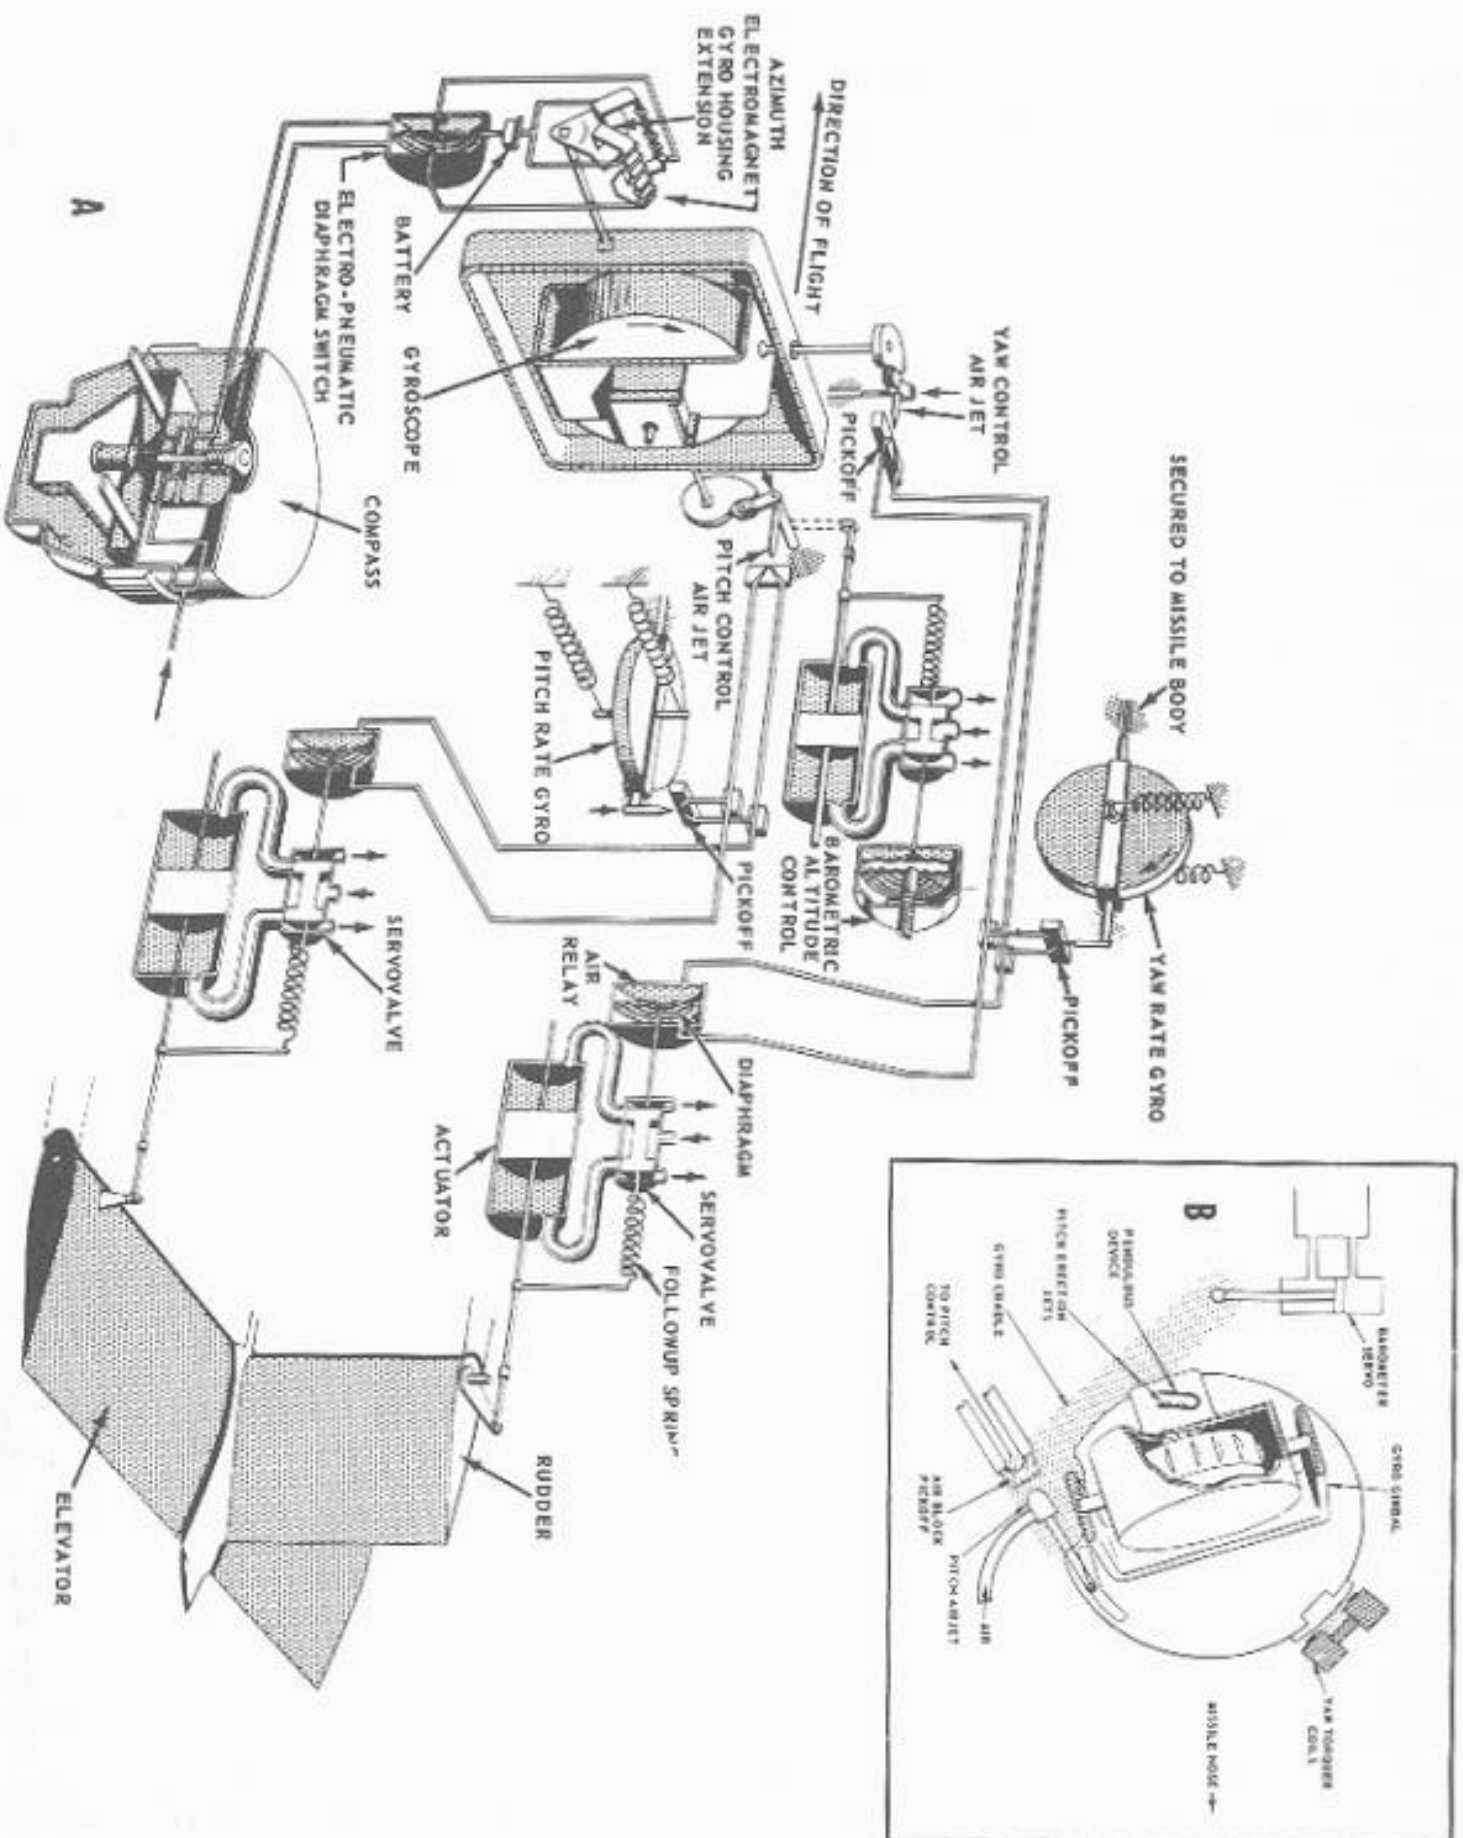 SECURED TO MISSILE BODY
YAW RATE GYRO
PICKOFF
YAW CONTROL
AIR JET
PICKOFF
DIRECTION OF FLIGHT
AZIMUTH
ELECTROMAGNET
GYRO HOUSING
EXTENSION
PITCH CONTROL
AIR JET
BAROMETRIC
ALTITUDE
CONTROL
PICKOFF
PITCH RATE GYRO
GYROSCOPE
BATTERY
ELECTRO-PNEUMATIC
DIAPHRAGM SWITCH
COMPASS
A
DIAPHRAGM
AIR
RELAY
SERVOVALVE
FOLLOWUP SPRING
ACTUATOR
SERVOVALVE
RUDDER
ELEVATOR
B
BAROMETER
SERVO
GYRO GIMBAL
YAW TORQUER
COILS
MISSILE NOSE
PENDULOUS
DEVICE
PITCH ERECTION
JETS
GYRO CRADLE
TO PITCH
CONTROL
AIR BLOCK
PICKOFF
PITCH AIR JET
AIR